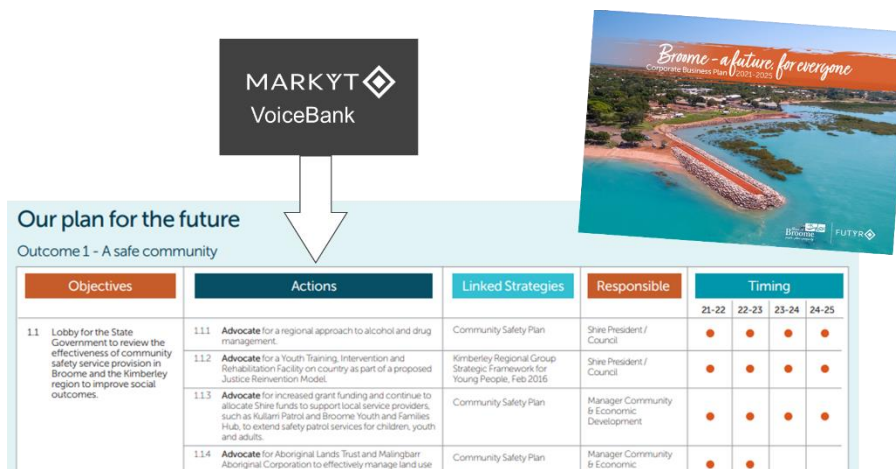 MARKYT
VoiceBank
Broome - a future, for everyone
Corporate Business Plan 2021-2025
Broome
FUTYR
Our plan for the future
Outcome 1 - A safe community
Objectives
Actions
Linked Strategies
Responsible
Timing
21-22 22-23 23-24 24-25
1.1 Lobby for the State
Government to review the
effectiveness of community
safety service provision in
Broome and the Kimberley
region to improve social
outcomes.
1.1.1 Advocate for a regional approach to alcohol and drug
management.
Community Safety Plan
Shire President /
Council
1.1.2 Advocate for a Youth Training, Intervention and
Rehabilitation Facility on country as part of a proposed
Justice Reinvention Model.
Kimberley Regional Group
Strategic Framework for
Young People, Feb 2016
Shire President /
Council
1.1.3 Advocate for increased grant funding and continue to
allocate Shire funds to support local service providers,
such as Kullarri Patrol and Broome Youth and Families
Hub, to extend safety patrol services for children, youth
and adults.
Community Safety Plan
Manager Community
& Economic
Development
1.1.4 Advocate for Aboriginal Lands Trust and Malingbarr
Aboriginal Corporation to effectively manage land use
Community Safety Plan
Manager Community
& Economic